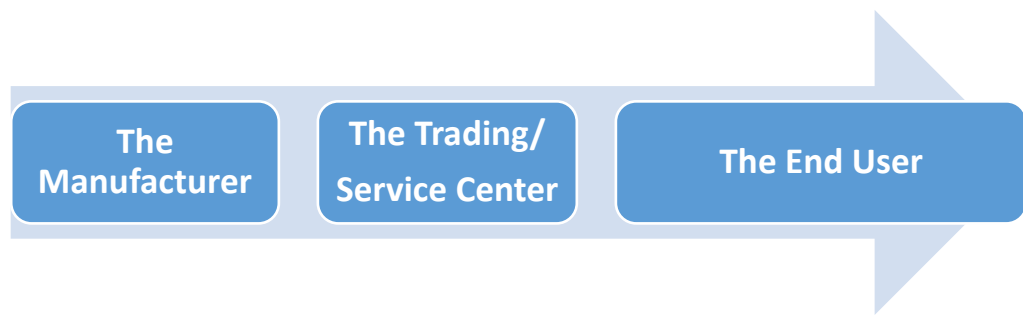 The
Manufacturer
The Trading/
Service Center
The End User